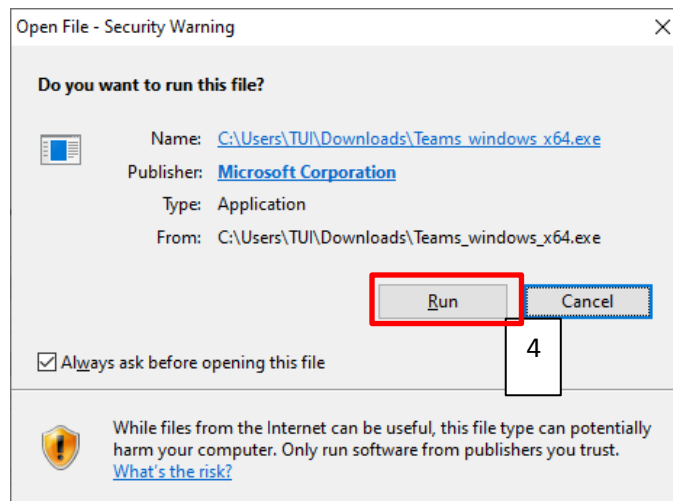 Open File - Security Warning
Do you want to run this file?
Name: C:\Users\TUI\Downloads\Teams_windows_x64.exe
Publisher: Microsoft Corporation
Type: Application
From: C:\Users\TUI\Downloads\Teams_windows_x64.exe
Run Cancel
4
Always ask before opening this file
While files from the Internet can be useful, this file type can potentially
harm your computer. Only run software from publishers you trust.
What's the risk?